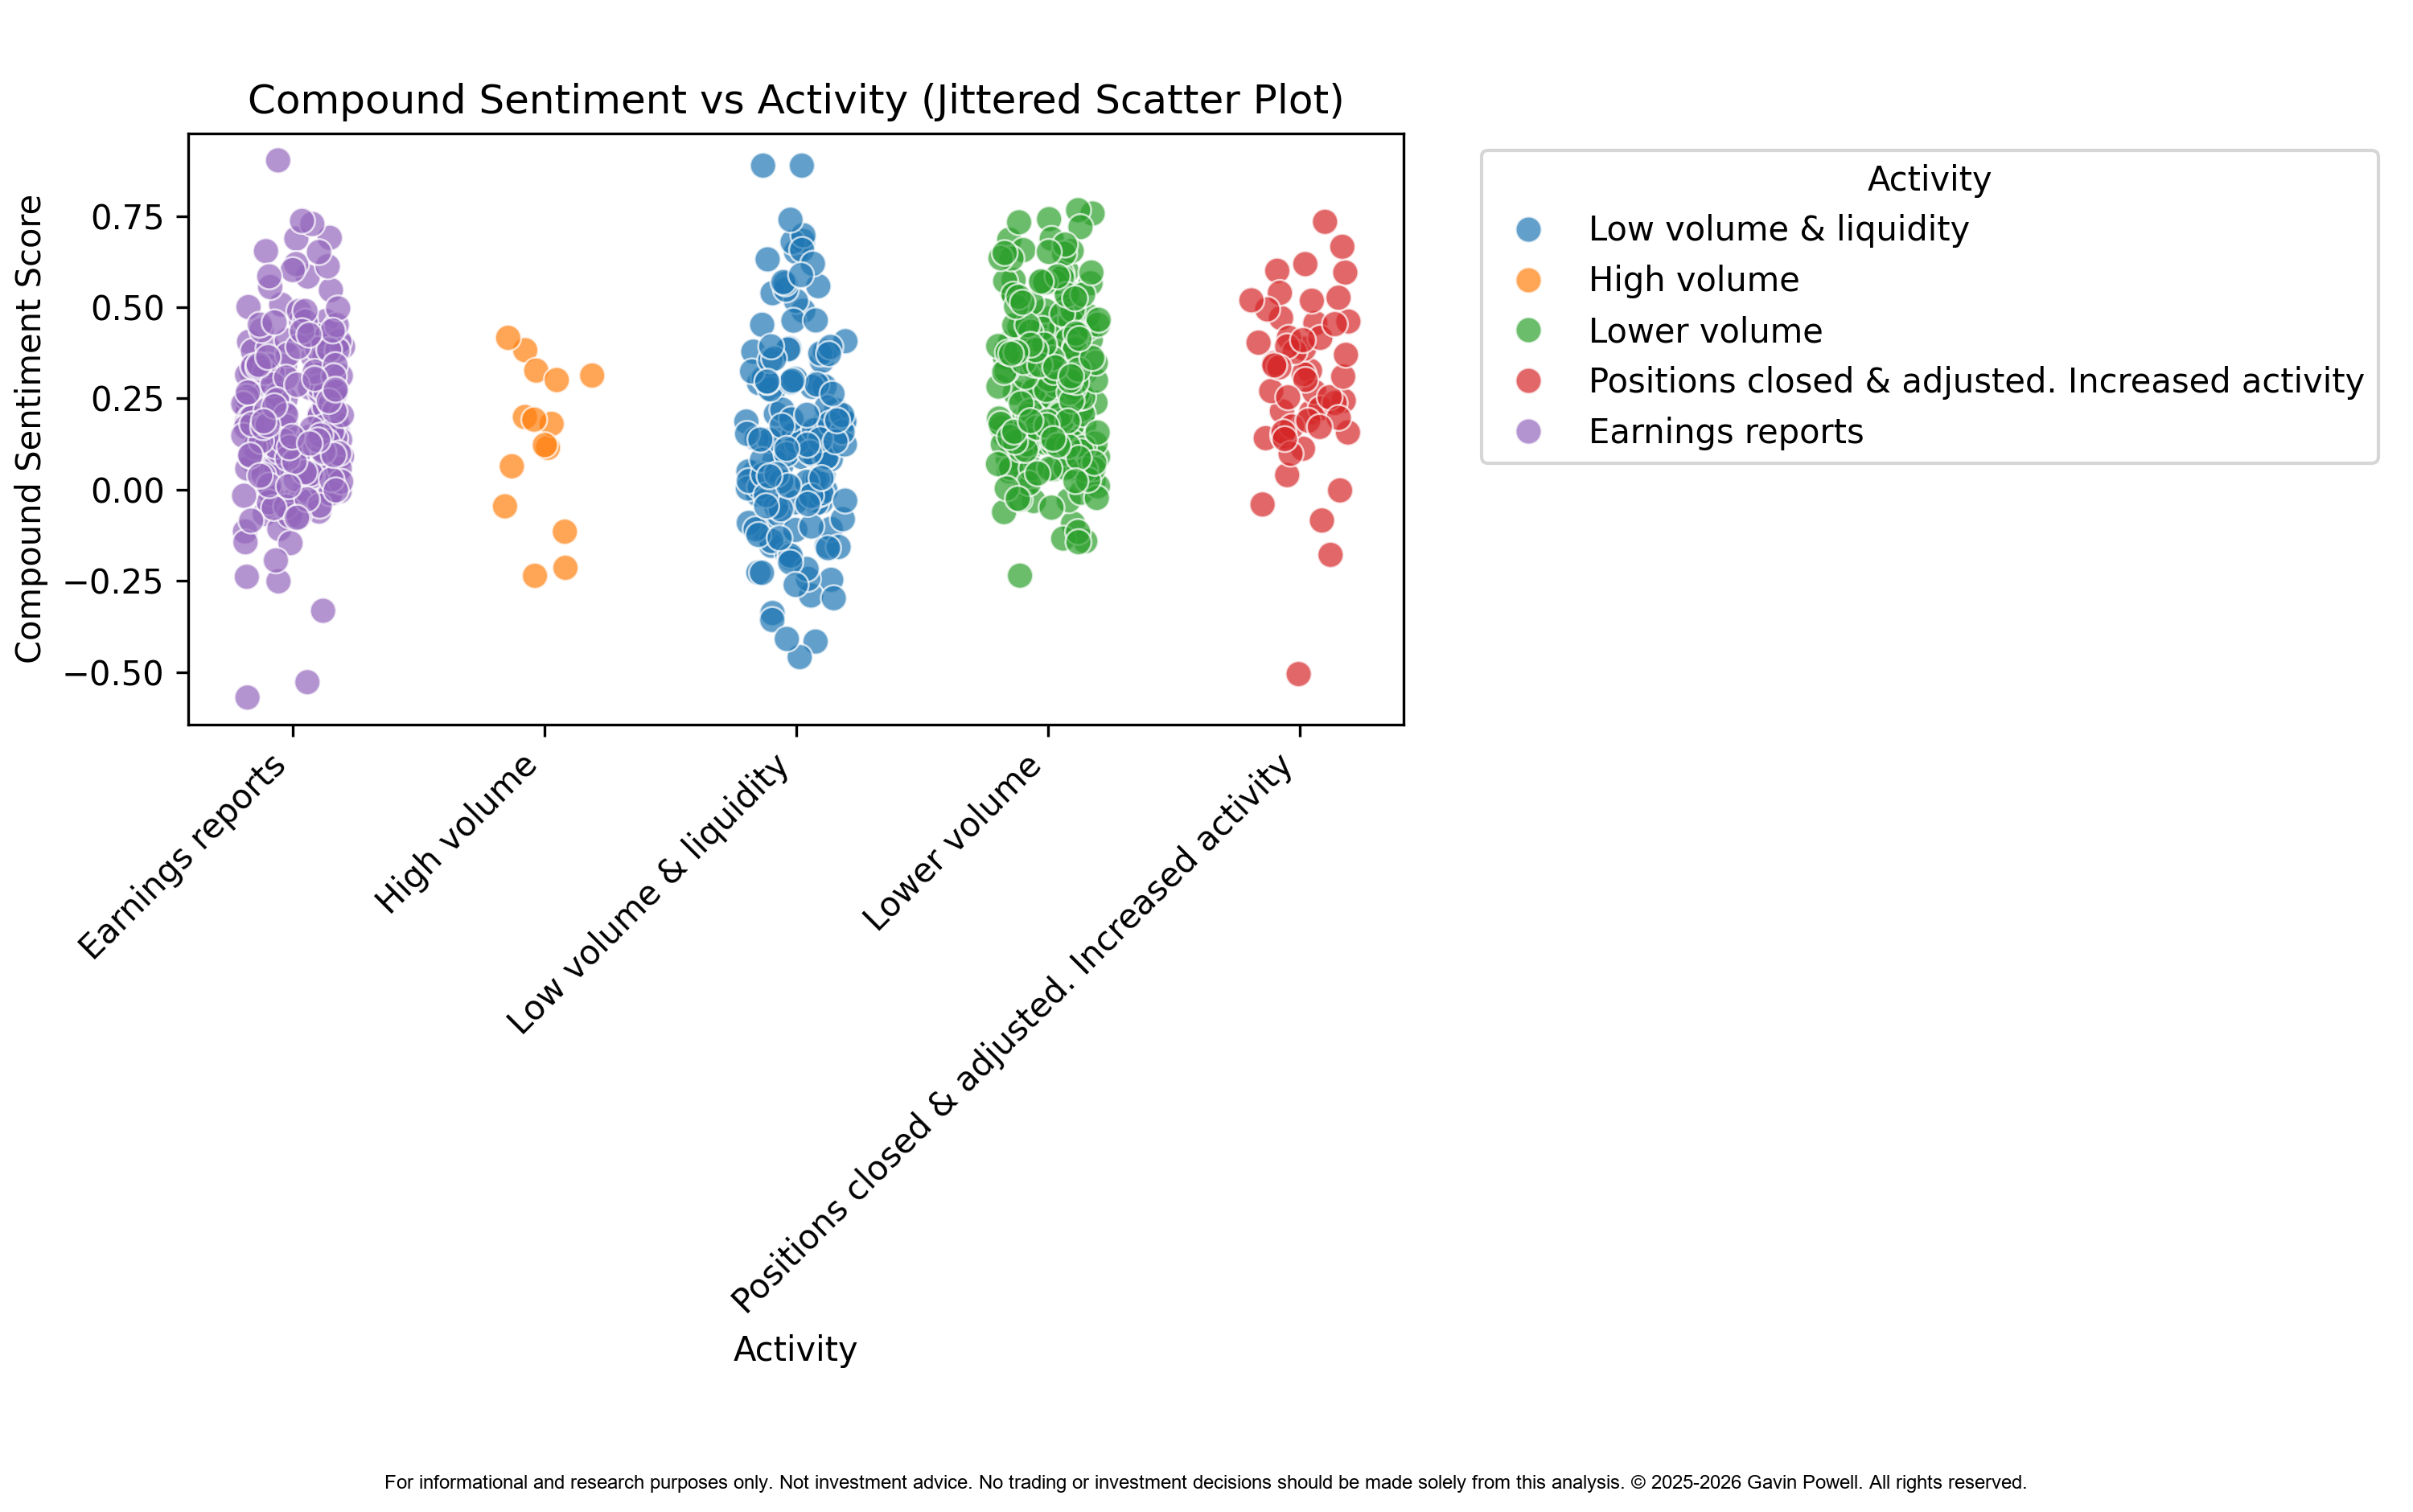 Compound Sentiment vs Activity (Jittered Scatter Plot)
Compound Sentiment Score
0.75
0.50
0.25
0.00
−0.25
−0.50
Earnings reports
High volume
Low volume & liquidity
Lower volume
Positions closed & adjusted. Increased activity
Activity
Activity
Low volume & liquidity
High volume
Lower volume
Positions closed & adjusted. Increased activity
Earnings reports
For informational and research purposes only. Not investment advice. No trading or investment decisions should be made solely from this analysis. © 2025-2026 Gavin Powell. All rights reserved.